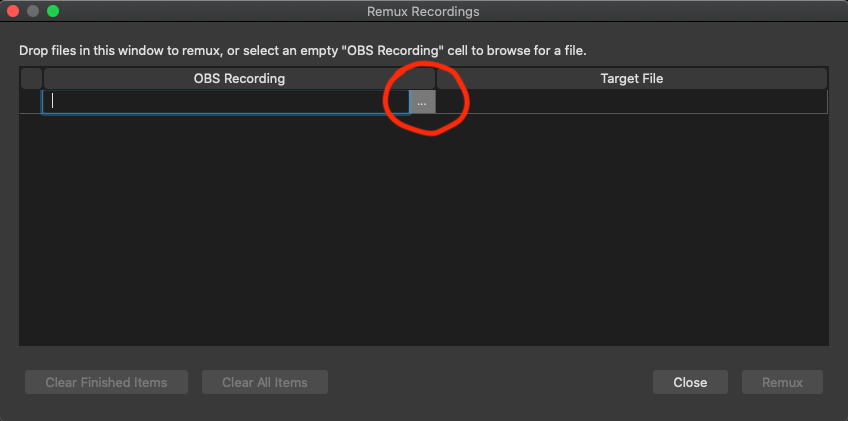 Remux Recordings
Drop files in this window to remux, or select an empty "OBS Recording" cell to browse for a file.
OBS Recording Target File
...
Clear Finished Items Clear All Items Close Remux